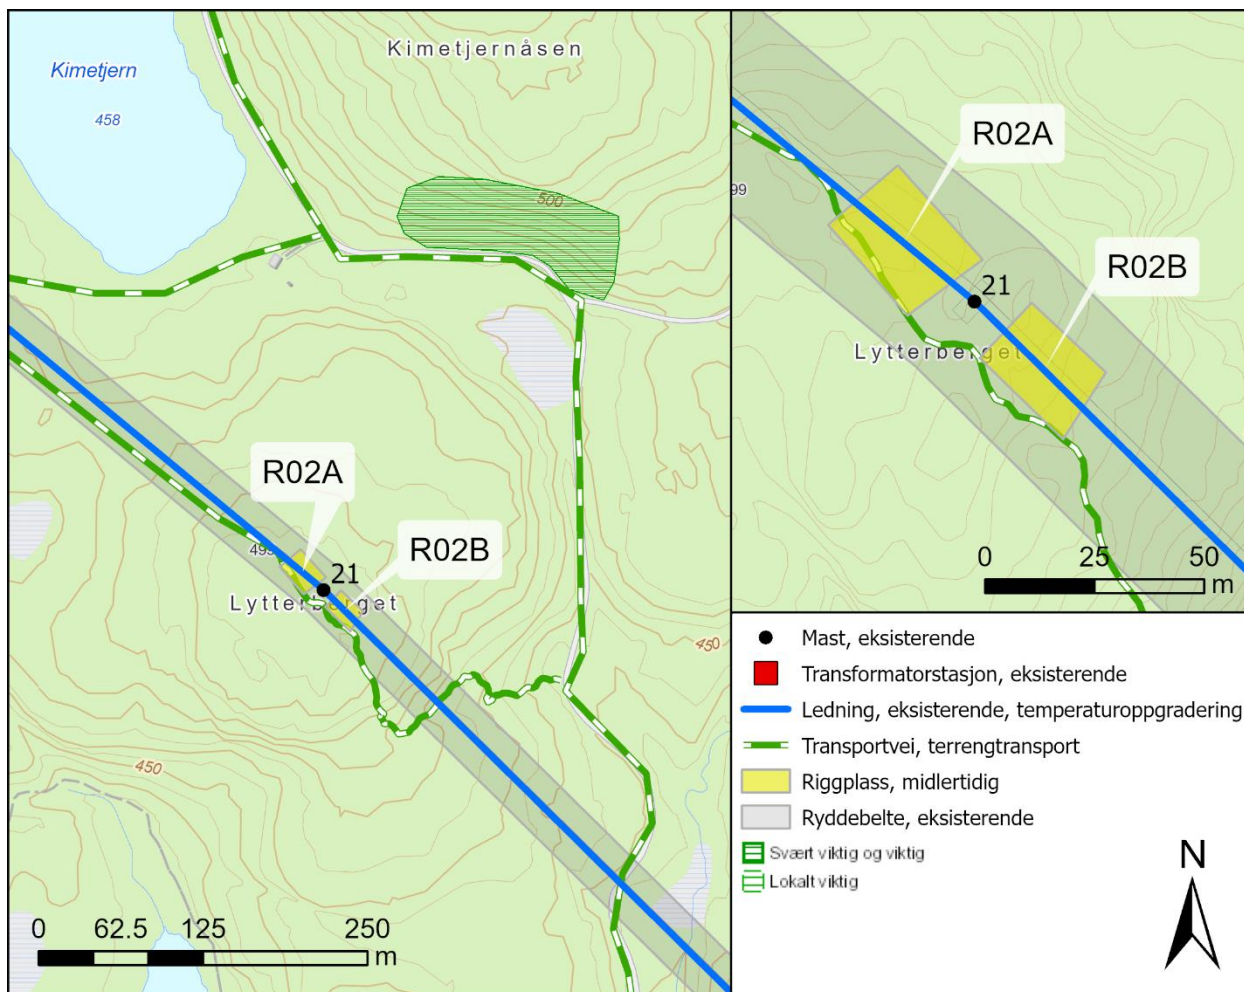 Kimetjernåsen
Kimetjern
458
500
R02A
R02B
495
21
Lytterberget
450
450
0 62.5 125 250
m
R02A
R02B
99
21
Lytterberget
0 25 50
m
Mast, eksisterende
Transformatorstasjon, eksisterende
Ledning, eksisterende, temperaturoppgradering
Transportvei, terrengtransport
Riggplass, midlertidig
Ryddebelte, eksisterende
Svært viktig og viktig
Lokalt viktig
N